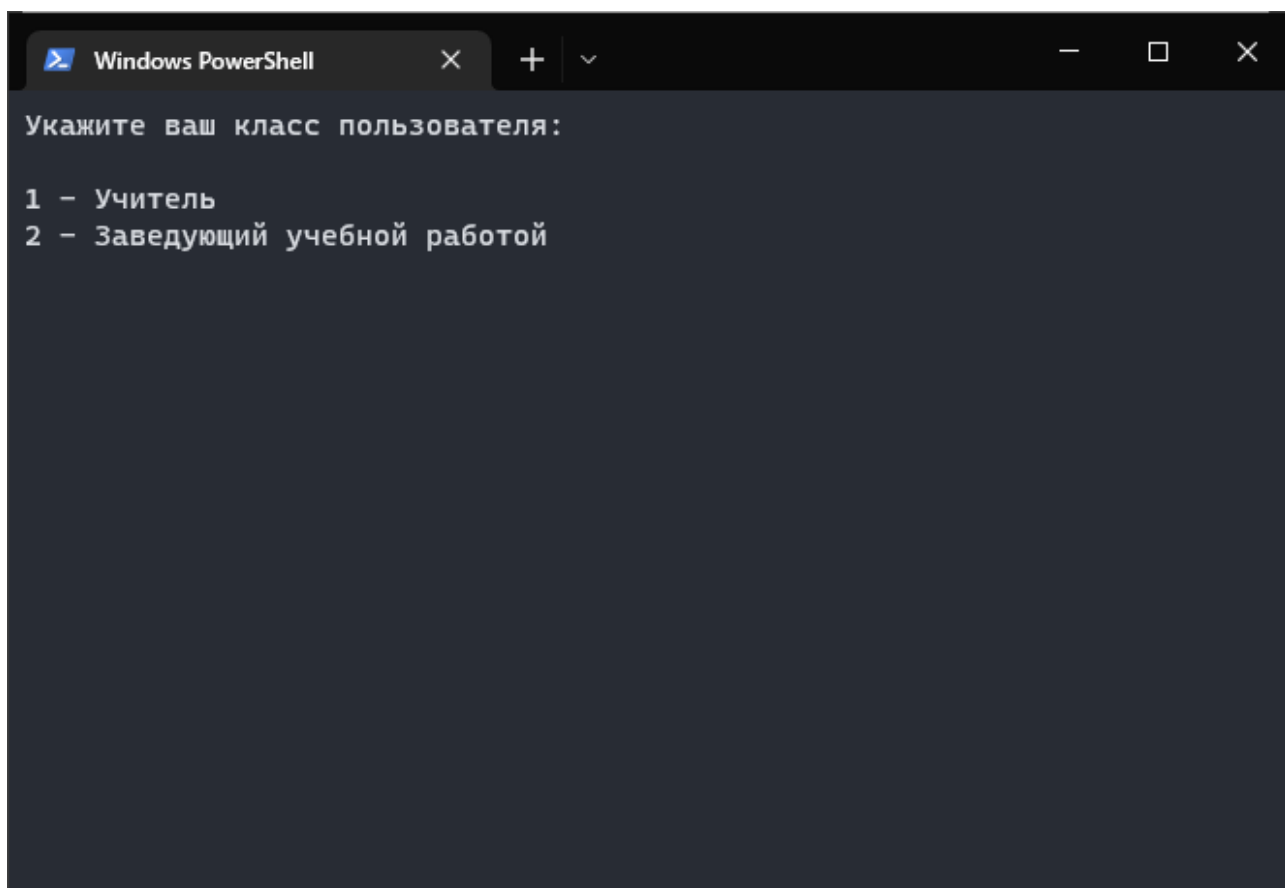 Windows PowerShell
Укажите ваш класс пользователя:
1 – Учитель
2 – Заведующий учебной работой